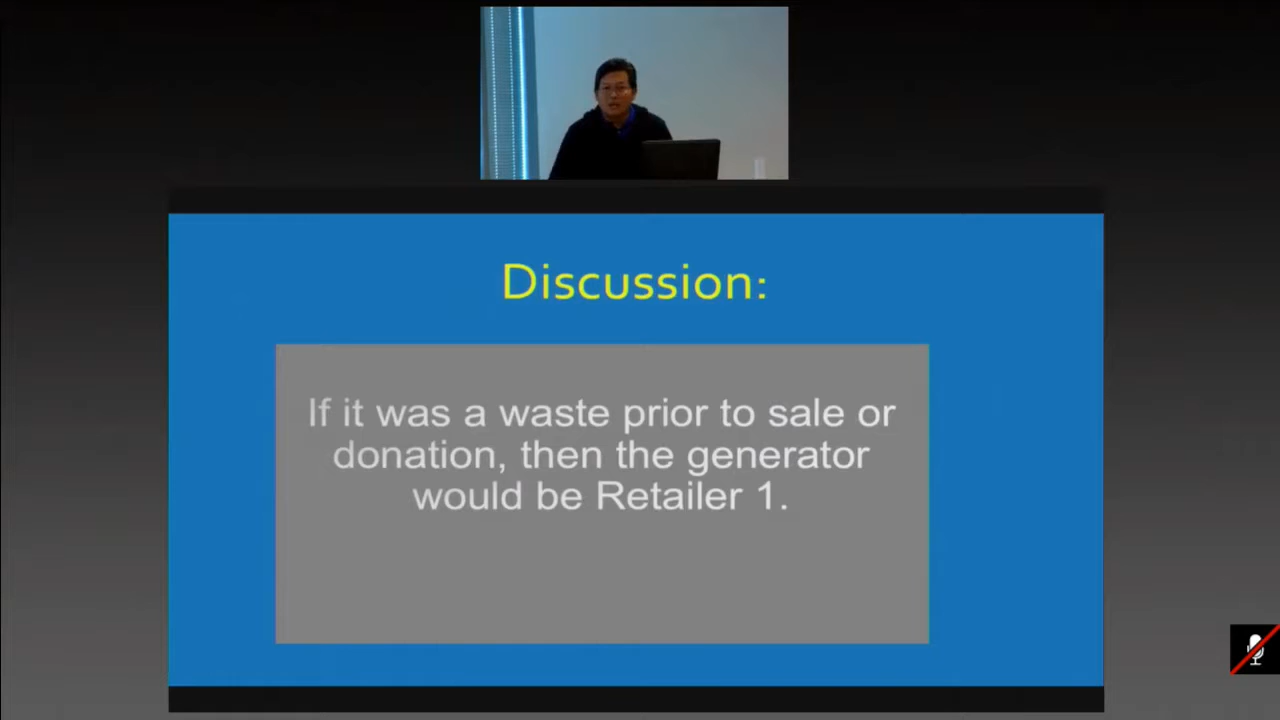 Discussion:
If it was a waste prior to sale or
donation, then the generator
would be Retailer 1.